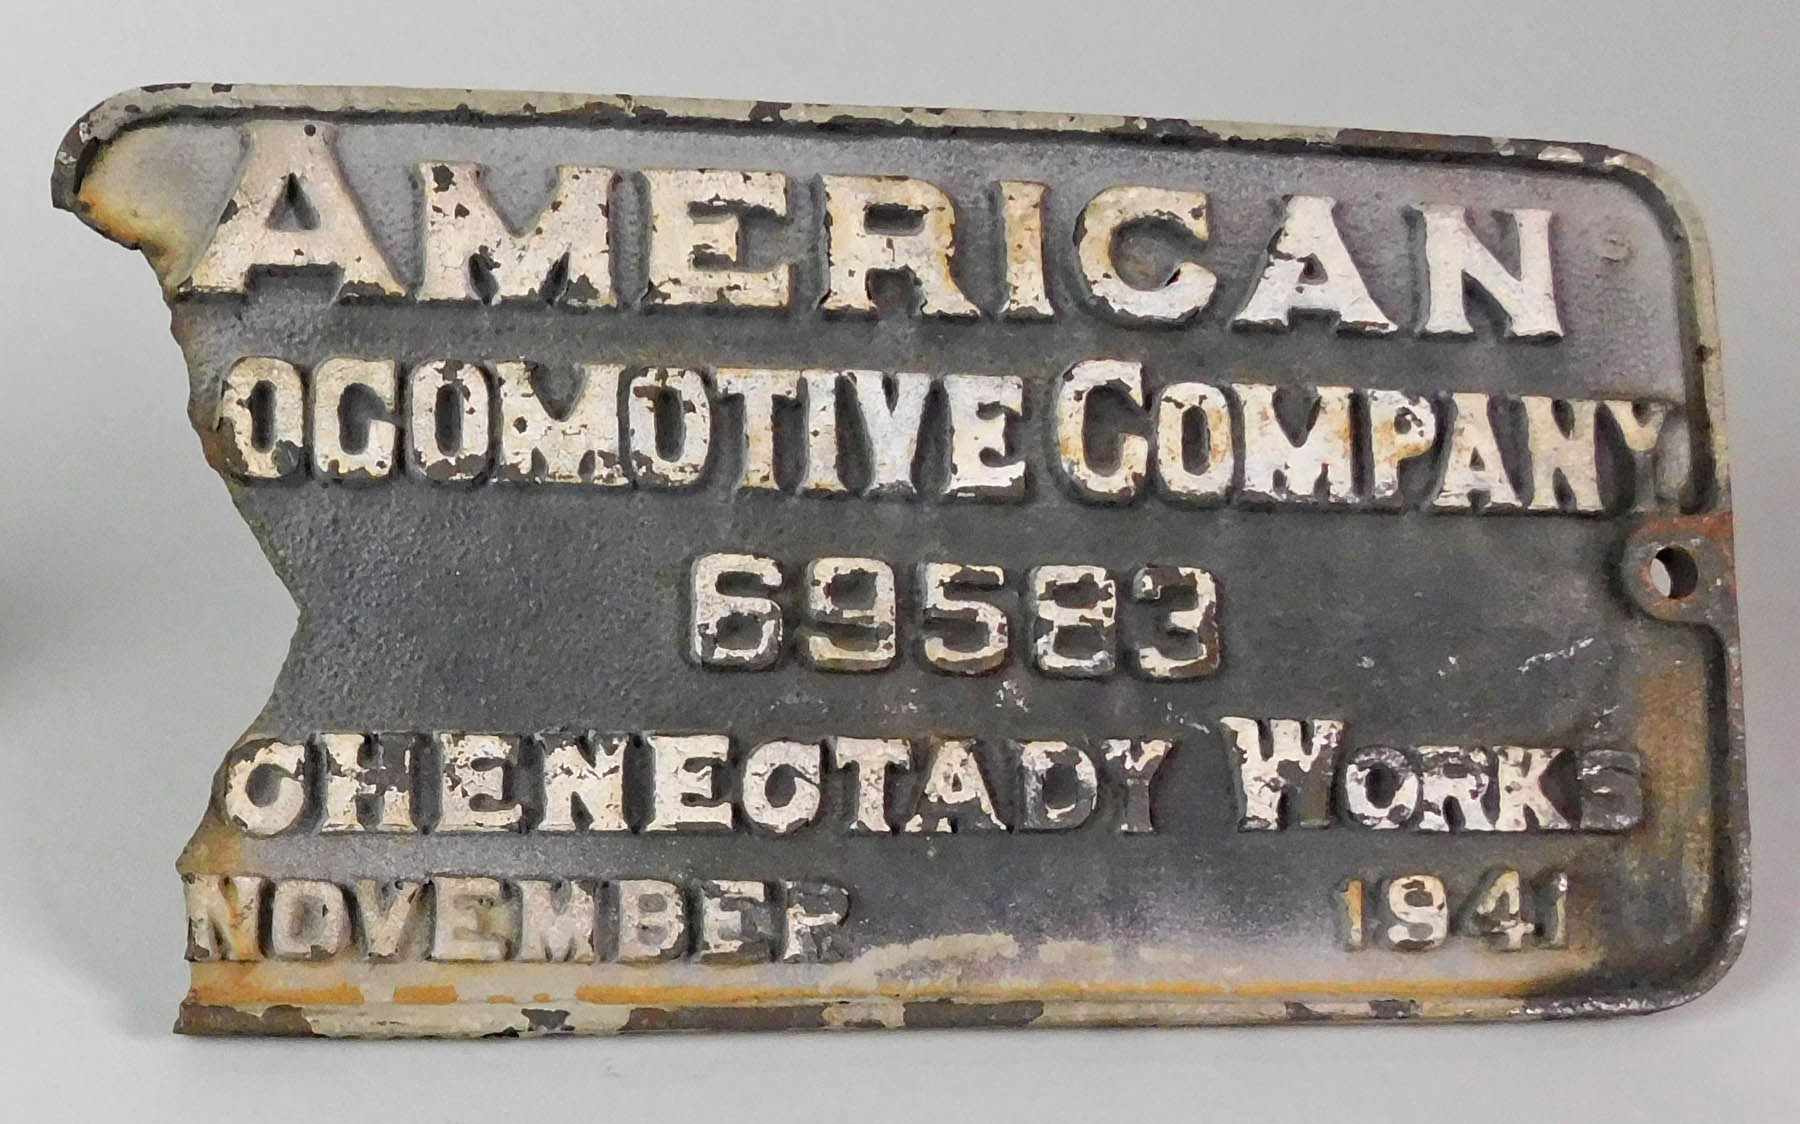 AMERICAN
OCOMOTIVE COMPANY
69583
CHENECTADY WORKS
NOVEMBER 1941